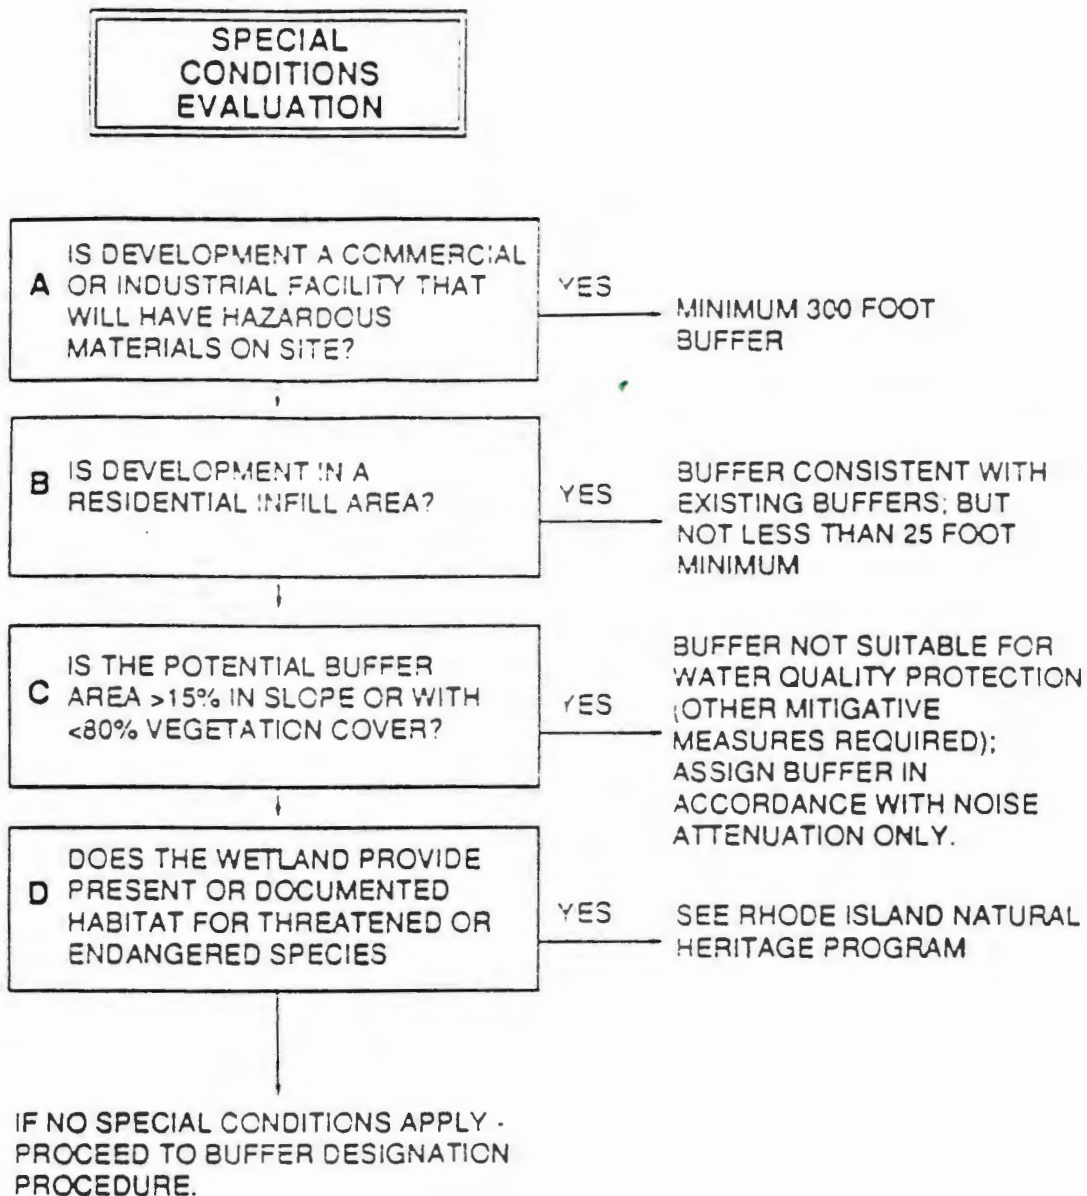 SPECIAL
CONDITIONS
EVALUATION
A
IS DEVELOPMENT A COMMERCIAL
OR INDUSTRIAL FACILITY THAT
WILL HAVE HAZARDOUS
MATERIALS ON SITE?
YES
MINIMUM 300 FOOT
BUFFER
B
IS DEVELOPMENT IN A
RESIDENTIAL INFILL AREA?
YES
BUFFER CONSISTENT WITH
EXISTING BUFFERS; BUT
NOT LESS THAN 25 FOOT
MINIMUM
C
IS THE POTENTIAL BUFFER
AREA >15% IN SLOPE OR WITH
<80% VEGETATION COVER?
YES
BUFFER NOT SUITABLE FOR
WATER QUALITY PROTECTION
(OTHER MITIGATIVE
MEASURES REQUIRED);
ASSIGN BUFFER IN
ACCORDANCE WITH NOISE
ATTENUATION ONLY.
D
DOES THE WETLAND PROVIDE
PRESENT OR DOCUMENTED
HABITAT FOR THREATENED OR
ENDANGERED SPECIES
YES
SEE RHODE ISLAND NATURAL
HERITAGE PROGRAM
IF NO SPECIAL CONDITIONS APPLY -
PROCEED TO BUFFER DESIGNATION
PROCEDURE.